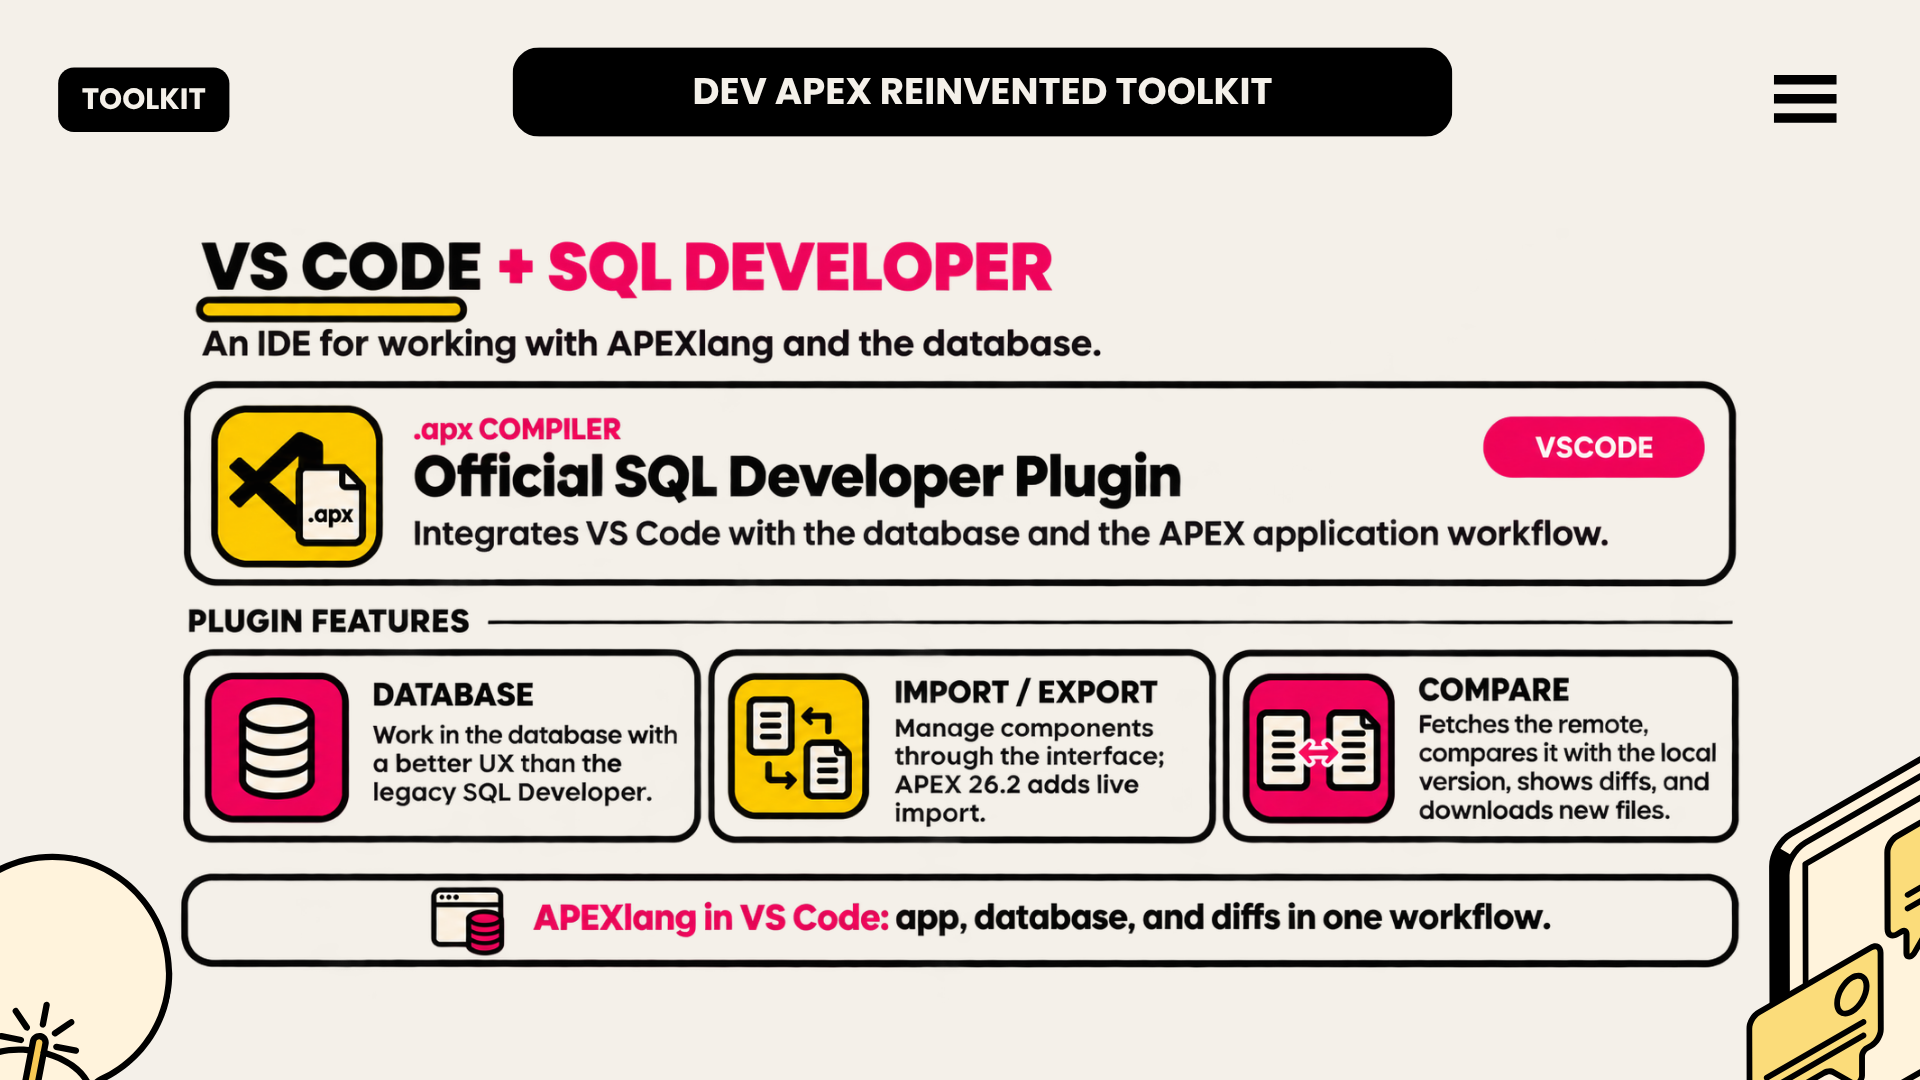 TOOLKIT
DEV APEX REINVENTED TOOLKIT
VS CODE + SQL DEVELOPER
An IDE for working with APEXlang and the database.
.apx COMPILER
Official SQL Developer Plugin
Integrates VS Code with the database and the APEX application workflow.
VSCODE
.apx
PLUGIN FEATURES
DATABASE
Work in the database with
a better UX than the
legacy SQL Developer.
IMPORT / EXPORT
Manage components
through the interface;
APEX 26.2 adds live
import.
COMPARE
Fetches the remote,
compares it with the local
version, shows diffs, and
downloads new files.
APEXlang in VS Code: app, database, and diffs in one workflow.